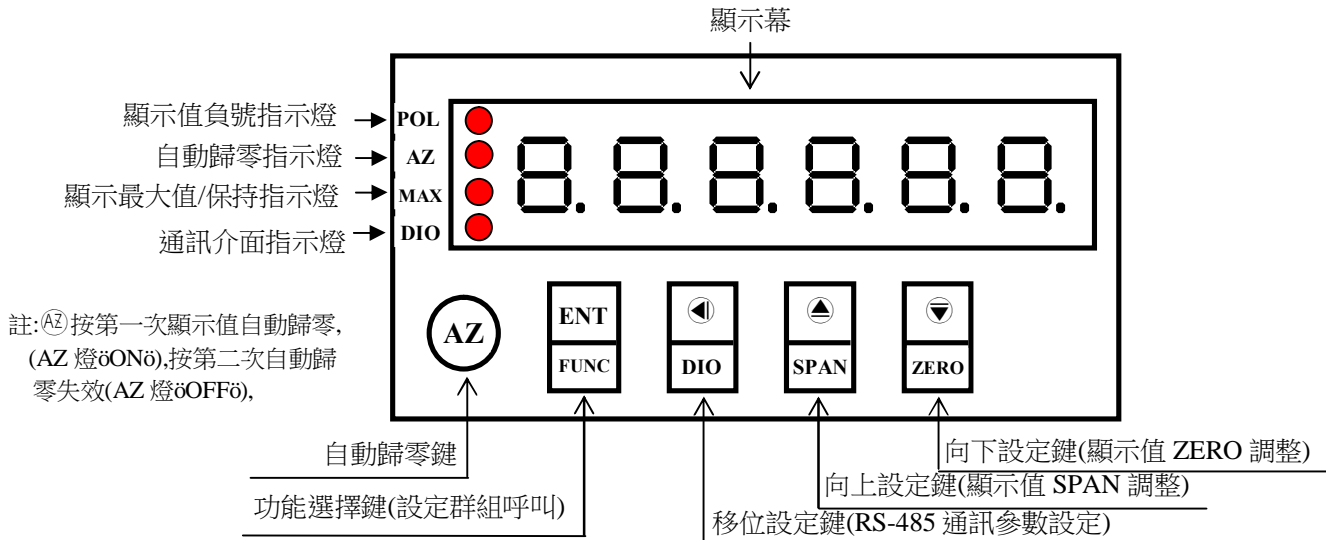 顯示幕
顯示值負號指示燈
POL
自動歸零指示燈
AZ
顯示最大值/保持指示燈
MAX
通訊介面指示燈
DIO
8.8.8.8.8.8.
註:AZ按第一次顯示值自動歸零,
(AZ 燈öONö),按第二次自動歸
零失效(AZ 燈öOFFö),
AZ
ENT
FUNC
DIO
SPAN
ZERO
自動歸零鍵
向下設定鍵(顯示值 ZERO 調整)
向上設定鍵(顯示值 SPAN 調整)
功能選擇鍵(設定群組呼叫)
移位設定鍵(RS-485 通訊參數設定)